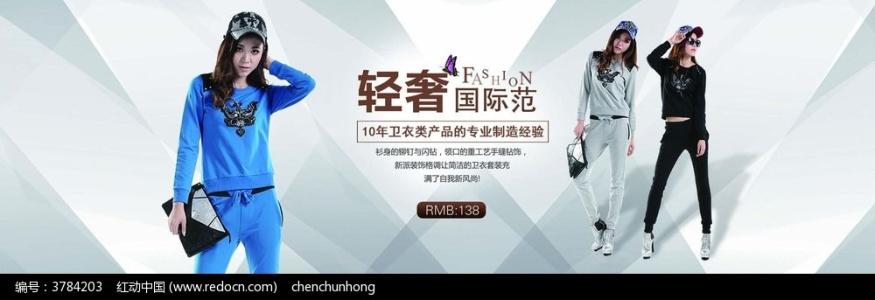 轻奢
FASHION
国际范
10年卫衣类产品的专业制造经验
衫身的铆钉与闪钻，领口的重工艺手缝钻饰，
新派装饰格调让简洁的卫衣套装充
满了自我新风尚!
RMB:138
编号：3784203 红动中国 (www.redocn.com) chenchunhong